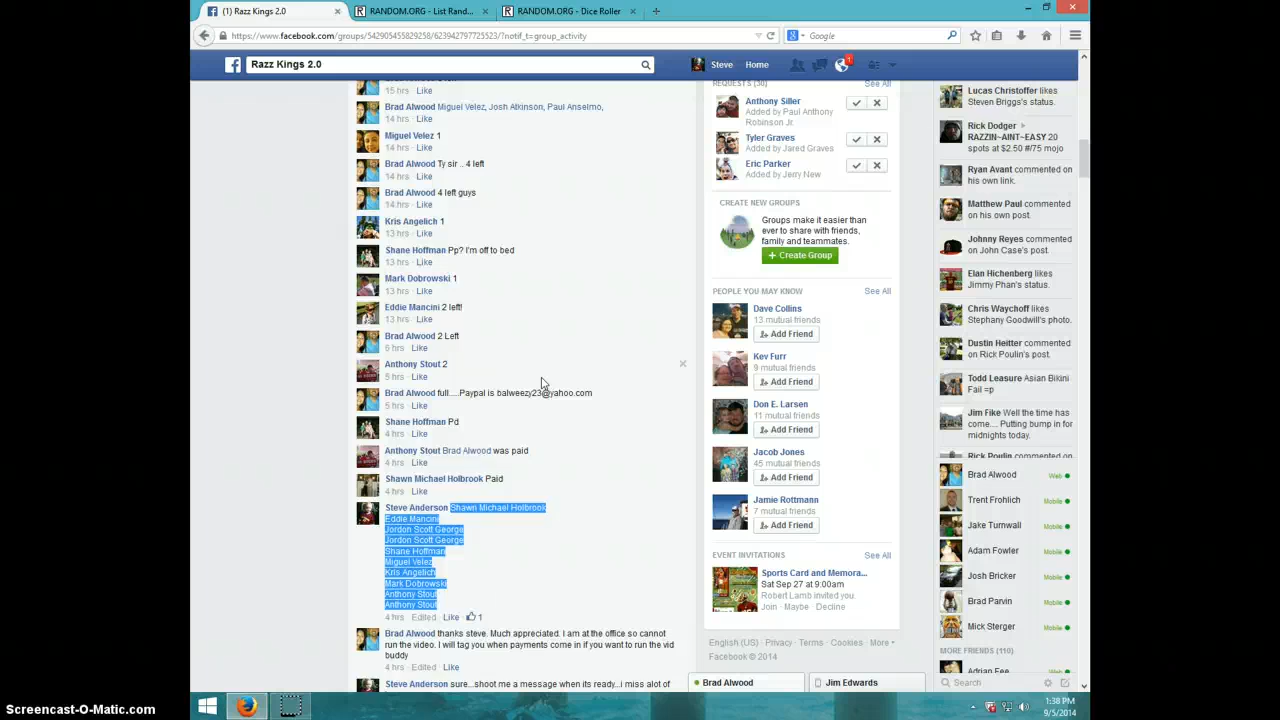 (1) Razz Kings 2.0
RANDOM.ORG - List Rand...
RANDOM.ORG - Dice Roller
https://www.facebook.com/groups/542905455829258/623942797725523/?notif_t=group_activity
Google
Razz Kings 2.0
Steve
Home
1
15 hrs · Like
Brad Alwood Miguel Velez, Josh Atkinson, Paul Anselmo,
14 hrs · Like
Miguel Velez 1
14 hrs · Like
Brad Alwood Ty sir .. 4 left
14 hrs · Like
Brad Alwood 4 left guys
14 hrs · Like
Kris Angelich 1
13 hrs · Like
Shane Hoffman Pp? I'm off to bed
13 hrs · Like
Mark Dobrowski 1
13 hrs · Like
Eddie Mancini 2 left!
13 hrs · Like
Brad Alwood 2 Left
6 hrs · Like
Anthony Stout 2
5 hrs · Like
Brad Alwood full.....Paypal is balweezy23@yahoo.com
5 hrs · Like
Shane Hoffman Pd
4 hrs · Like
Anthony Stout Brad Alwood was paid
4 hrs · Like
Shawn Michael Holbrook Paid
4 hrs · Like
Steve Anderson Shawn Michael Holbrook
Eddie Mancini
Jordon Scott George
Jordon Scott George
Shane Hoffman
Miguel Velez
Kris Angelich
Mark Dobrowski
Anthony Stout
Anthony Stout
4 hrs · Edited · Like · 1
Brad Alwood thanks steve. Much appreciated. I am at the office so cannot
run the video. I will tag you when payments come in if you want to run the vid
buddy
4 hrs · Edited · Like
Steve Anderson sure...shoot me a message when its ready...i miss alot of
REQUESTS (30)
See All
Anthony Siller
Added by Paul Anthony
Robinson Jr.
Tyler Graves
Added by Jared Graves
Eric Parker
Added by Jerry New
CREATE NEW GROUPS
Groups make it easier than
ever to share with friends,
family and teammates.
+ Create Group
PEOPLE YOU MAY KNOW
See All
Dave Collins
13 mutual friends
Add Friend
Kev Furr
9 mutual friends
Add Friend
Don E. Larsen
11 mutual friends
Add Friend
Jacob Jones
45 mutual friends
Add Friend
Jamie Rottmann
7 mutual friends
Add Friend
EVENT INVITATIONS
See All
Sports Card and Memora...
Sat Sep 27 at 9:00am
Robert Lamb invited you.
Join · Maybe · Decline
English (US) · Privacy · Terms · Cookies · More
Facebook © 2014
Lucas Christoffer likes
Steven Briggs's status.
Rick Dodger
RAZZIN~AINT~EASY 20
spots at $2.50 #/75 mojo
Ryan Avant commented on
his own link.
Matthew Paul commented
on his own post.
Johnny Reyes commented
on John Case's post.
Elan Hichenberg likes
Jimmy Phan's status.
Chris Waychoff likes
Stephany Goodwill's photo.
Dustin Heitter commented
on Rick Poulin's post.
Todd Leasure Asian Bikini
Fail =p
Jim Fike Well the time has
come.... Putting bump in for
midnights today.
Rick Poulin commented on
Brad Alwood Web
Trent Frohlich Mobile
Jake Turnwall Mobile
Adam Fowler Mobile
Josh Bricker Mobile
Brad Parvin Mobile
Mick Sterger Mobile
MORE FRIENDS (110)
Adrian Fee
Search
Brad Alwood
Jim Edwards
1:38 PM
9/5/2014
Screencast-O-Matic.com